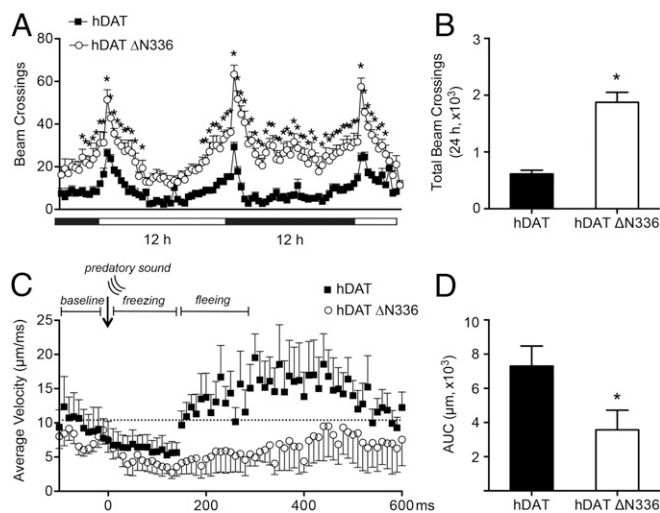 A
hDAT
hDAT ΔN336
Beam Crossings
80
60
40
20
0
12 h
12 h
B
Total Beam Crossings
(24 h, x10³)
3
2
1
0
*
hDAT
hDAT ΔN336
C
predatory sound
baseline
freezing
fleeing
hDAT
hDAT ΔN336
Average Velocity (μm/ms)
25
20
15
10
5
0
0
200
400
600 ms
D
AUC (μm, x10³)
10
8
6
4
2
*
hDAT
hDAT ΔN336